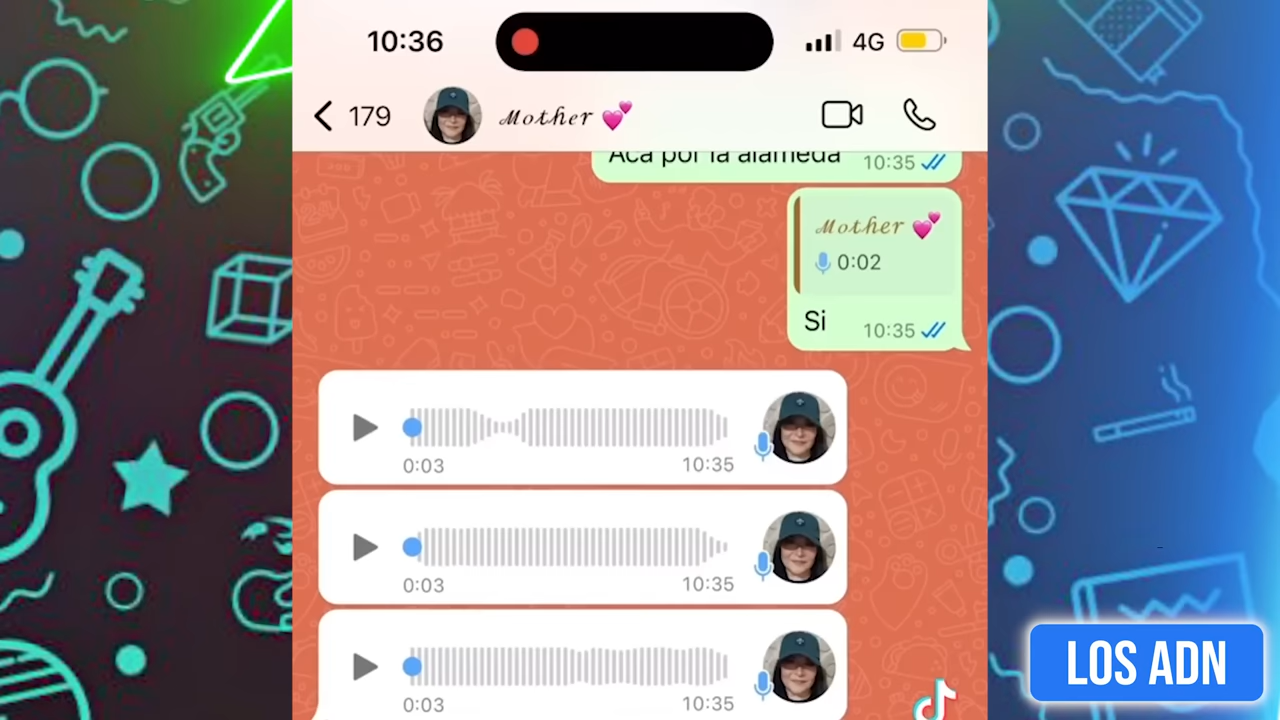 10:36
4G
179
Mother 💕
Aca por la alameda
10:35
Mother 💕
0:02
Si
10:35
0:03
10:35
0:03
10:35
0:03
10:35
LOS ADN